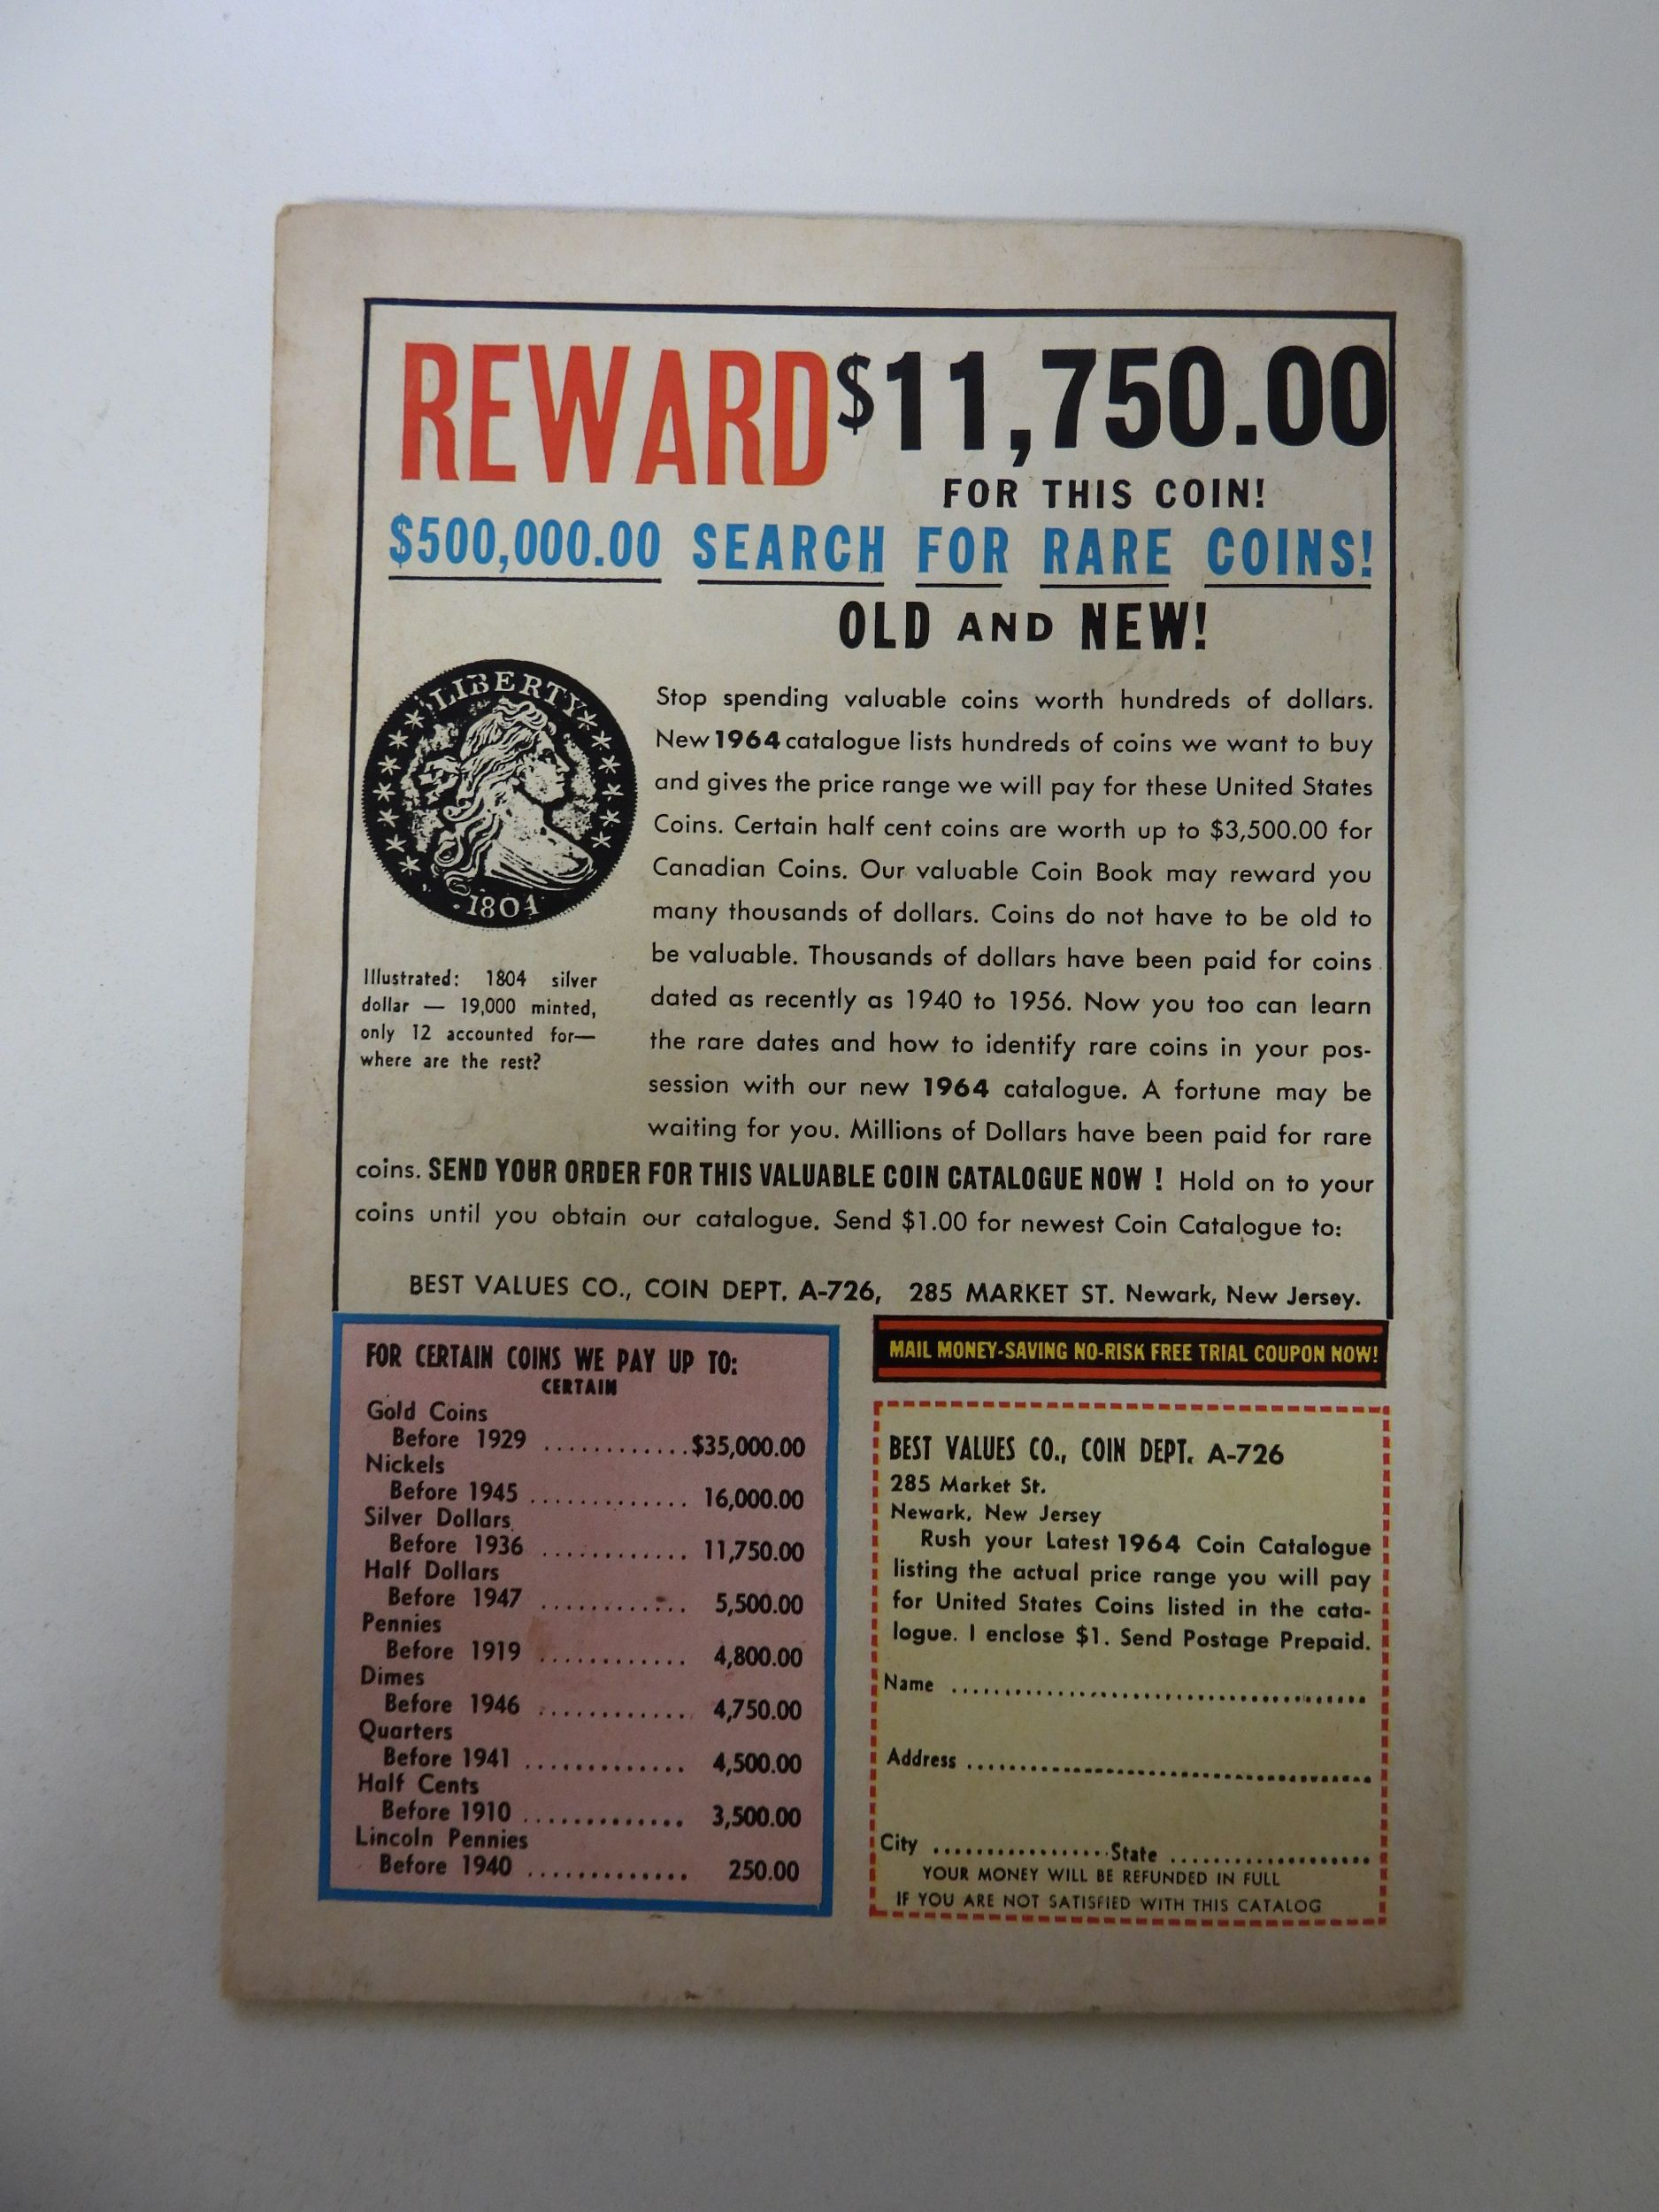 REWARD $11,750.00
FOR THIS COIN!
$500,000.00 SEARCH FOR RARE COINS!
OLD AND NEW!
LIBERTY
1804
Illustrated: 1804 silver
dollar — 19,000 minted,
only 12 accounted for—
where are the rest?
Stop spending valuable coins worth hundreds of dollars.
New 1964 catalogue lists hundreds of coins we want to buy
and gives the price range we will pay for these United States
Coins. Certain half cent coins are worth up to $3,500.00 for
Canadian Coins. Our valuable Coin Book may reward you
many thousands of dollars. Coins do not have to be old to
be valuable. Thousands of dollars have been paid for coins
dated as recently as 1940 to 1956. Now you too can learn
the rare dates and how to identify rare coins in your pos-
session with our new 1964 catalogue. A fortune may be
waiting for you. Millions of Dollars have been paid for rare
coins. SEND YOUR ORDER FOR THIS VALUABLE COIN CATALOGUE NOW ! Hold on to your
coins until you obtain our catalogue. Send $1.00 for newest Coin Catalogue to:
BEST VALUES CO., COIN DEPT. A-726, 285 MARKET ST. Newark, New Jersey.
FOR CERTAIN COINS WE PAY UP TO:
CERTAIN
Gold Coins
Before 1929 ............$35,000.00
Nickels
Before 1945 ............. 16,000.00
Silver Dollars
Before 1936 ............ 11,750.00
Half Dollars
Before 1947 ............ 5,500.00
Pennies
Before 1919 ............ 4,800.00
Dimes
Before 1946 ............. 4,750.00
Quarters
Before 1941 ............. 4,500.00
Half Cents
Before 1910 ............. 3,500.00
Lincoln Pennies
Before 1940 ............. 250.00
MAIL MONEY-SAVING NO-RISK FREE TRIAL COUPON NOW!
BEST VALUES CO., COIN DEPT. A-726
285 Market St.
Newark, New Jersey
Rush your Latest 1964 Coin Catalogue
listing the actual price range you will pay
for United States Coins listed in the cata-
logue. I enclose $1. Send Postage Prepaid.
Name ........................................
Address ........................................
City ................. State ....................
YOUR MONEY WILL BE REFUNDED IN FULL
IF YOU ARE NOT SATISFIED WITH THIS CATALOG